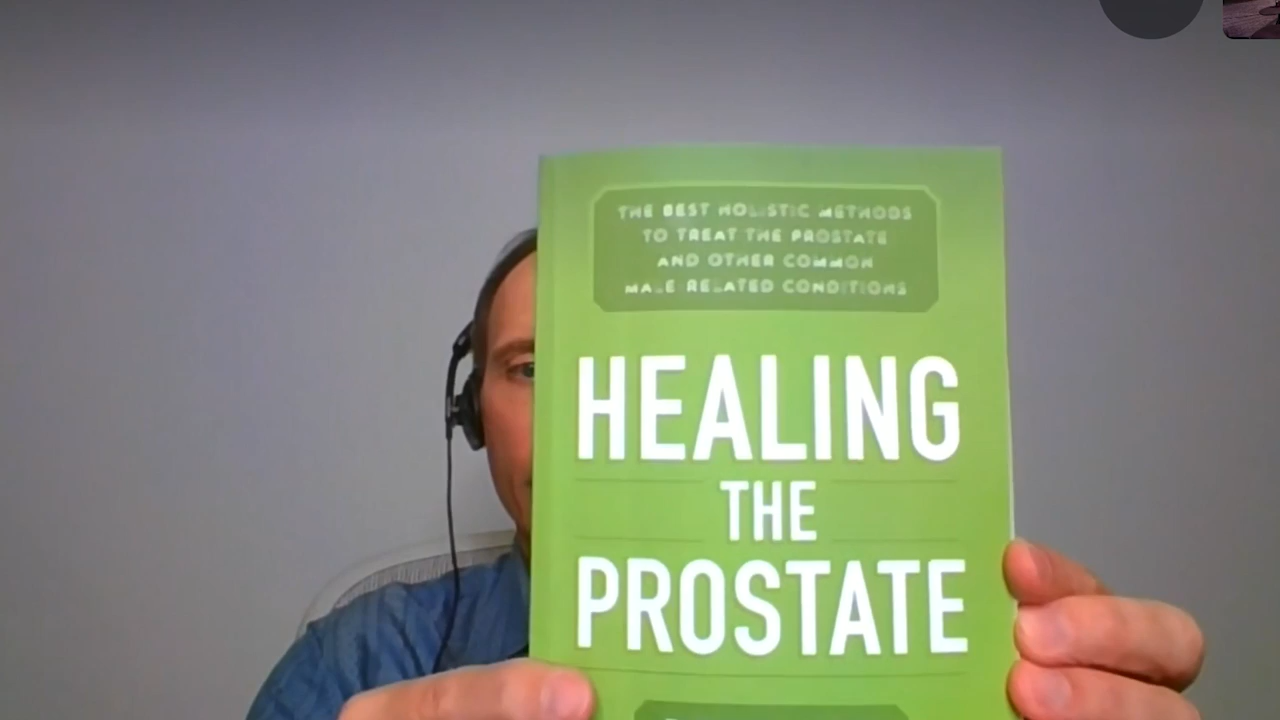 THE BEST HOLISTIC METHODS
TO TREAT THE PROSTATE
AND OTHER COMMON
MALE-RELATED CONDITIONS
HEALING
THE
PROSTATE